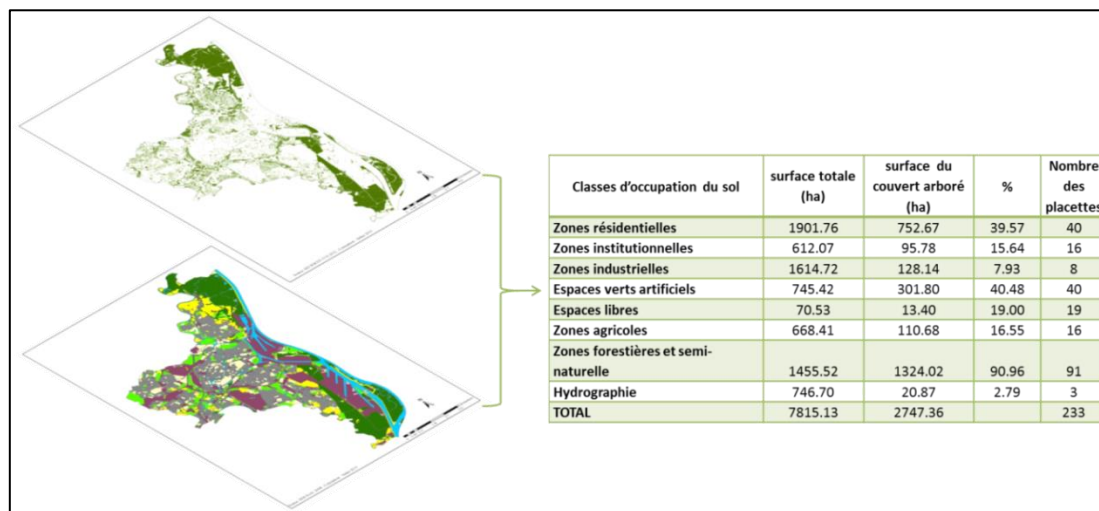 Classes d’occupation du sol surface totale (ha) surface du couvert arboré (ha) % Nombre des placettes
Zones résidentielles 1901.76 752.67 39.57 40
Zones institutionnelles 612.07 95.78 15.64 16
Zones industrielles 1614.72 128.14 7.93 8
Espaces verts artificiels 745.42 301.80 40.48 40
Espaces libres 70.53 13.40 19.00 19
Zones agricoles 668.41 110.68 16.55 16
Zones forestières et semi-
naturelle 1455.52 1324.02 90.96 91
Hydrographie 746.70 20.87 2.79 3
TOTAL 7815.13 2747.36 233